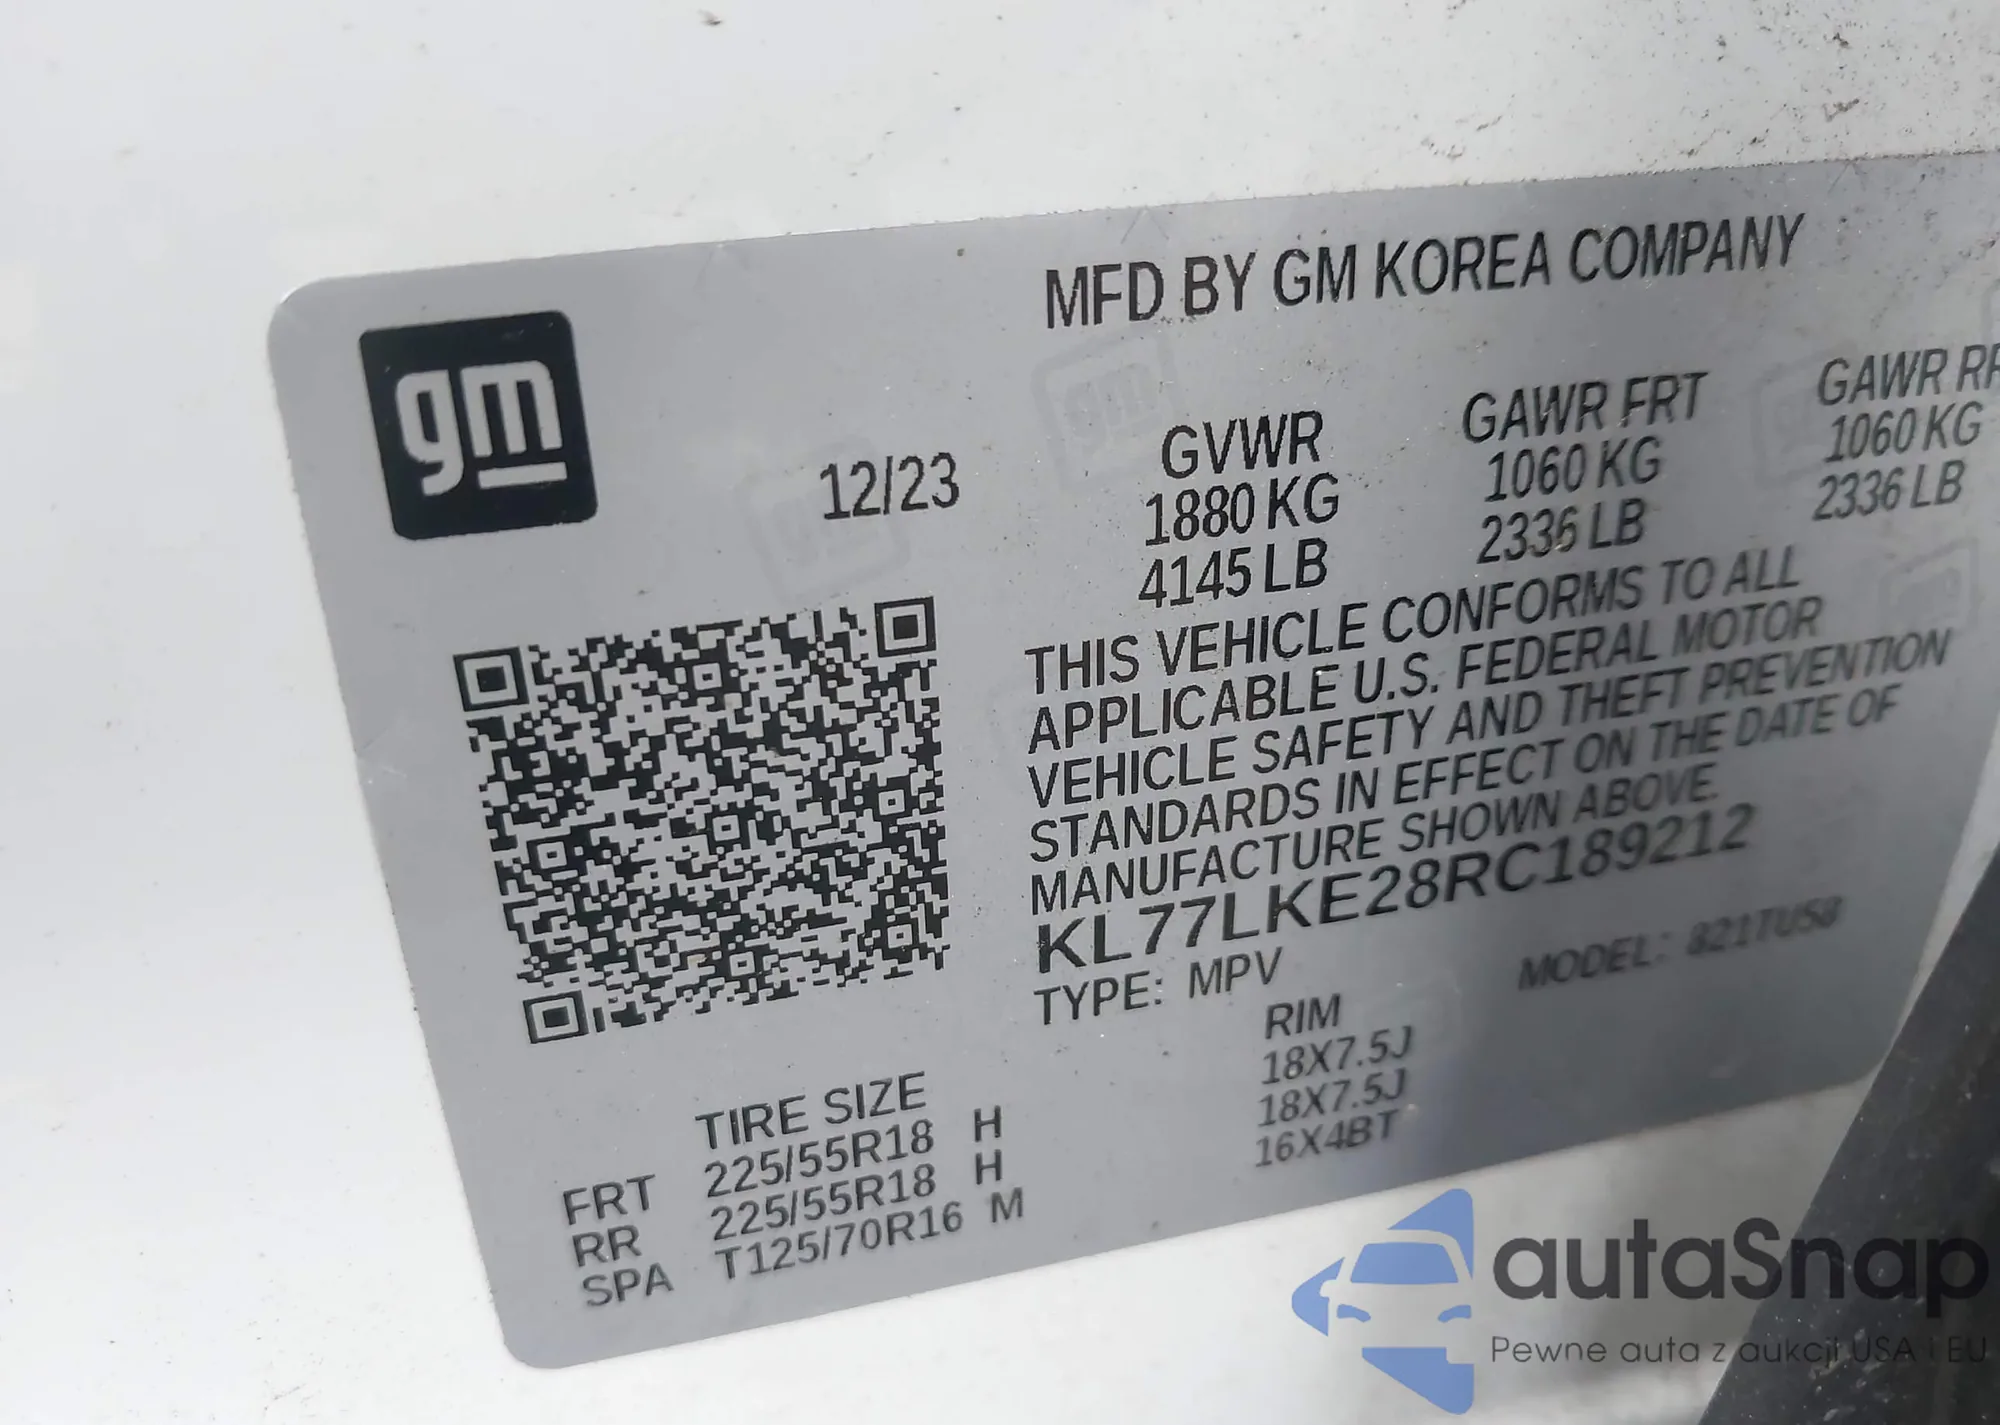 MFD BY GM KOREA COMPANY
gm
12/23
GVWR
1880 KG
4145 LB
GAWR FRT
1060 KG
2336 LB
GAWR RR
1060 KG
2336 LB
THIS VEHICLE CONFORMS TO ALL
APPLICABLE U.S. FEDERAL MOTOR
VEHICLE SAFETY AND THEFT PREVENTION
STANDARDS IN EFFECT ON THE DATE OF
MANUFACTURE SHOWN ABOVE.
KL77LKE28RC189212
TYPE: MPV MODEL: 821TU58
TIRE SIZE RIM
FRT 225/55R18 H 18X7.5J
RR 225/55R18 H 18X7.5J
SPA T125/70R16 M 16X4BT
autaSnap
Pewne auta z aukcji USA i EU